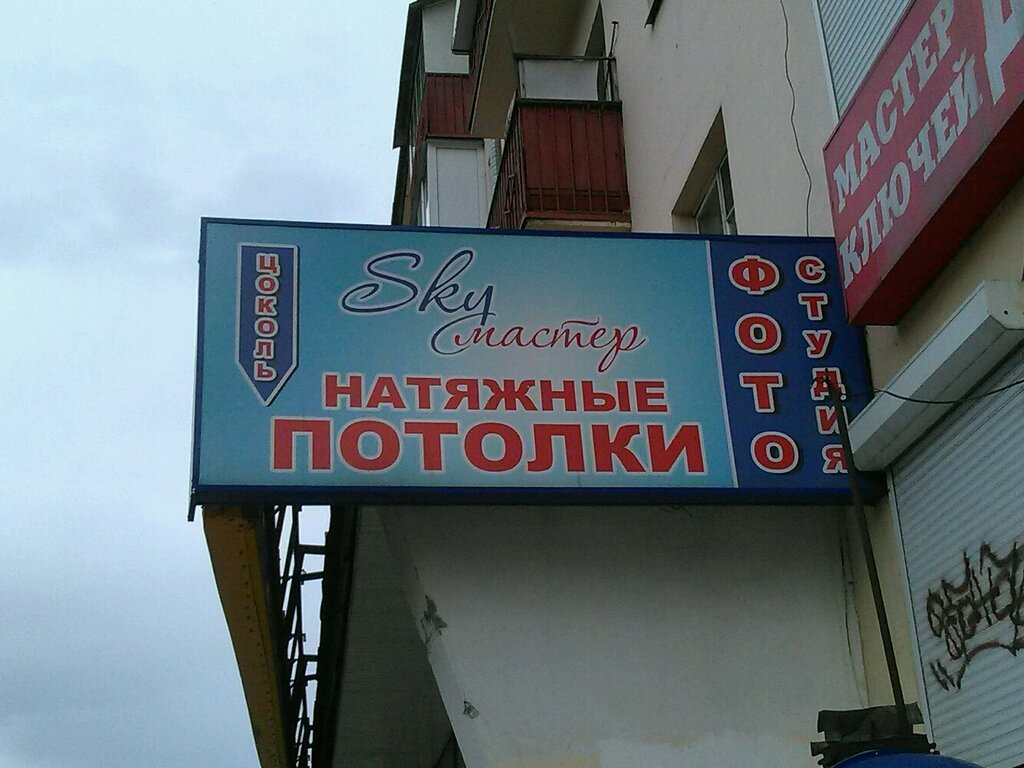 ЦОКОЛЬ
Sky
мастер
НАТЯЖНЫЕ
ПОТОЛКИ
ФОТО
СТУДИЯ
МАСТЕР
КЛЮЧЕЙ